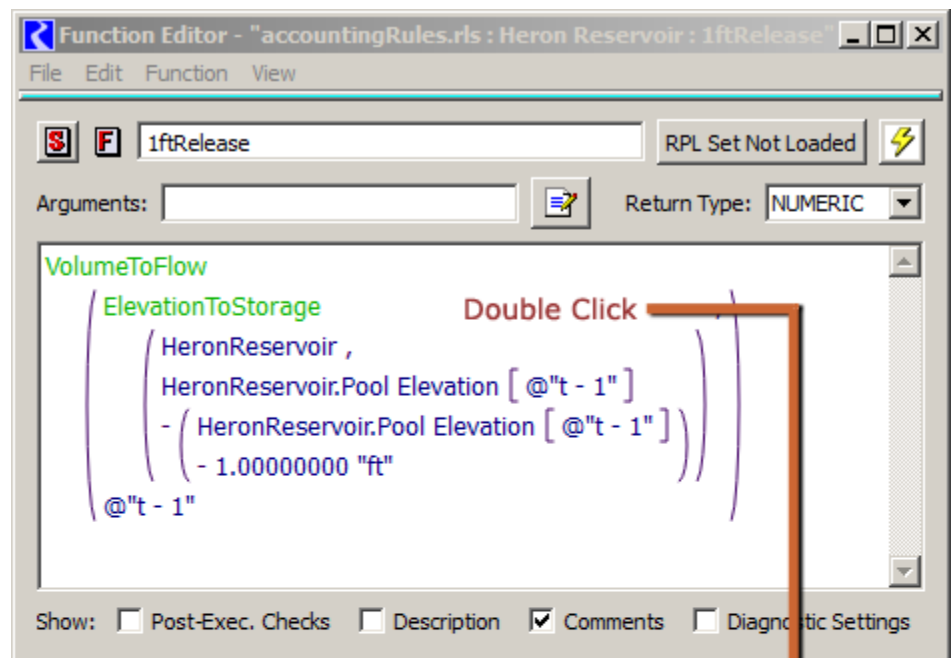 Function Editor - "accountingRules.rls : Heron Reservoir : 1ftRelease"
File Edit Function View
S F 1ftRelease RPL Set Not Loaded
Arguments: Return Type: NUMERIC
VolumeToFlow
( ElevationToStorage Double Click , )
( HeronReservoir , )
HeronReservoir.Pool Elevation [ @"t - 1" ]
- ( HeronReservoir.Pool Elevation [ @"t - 1" ] )
- 1.00000000 "ft"
@"t - 1"
Show: Post-Exec. Checks Description Comments Diagnostic Settings